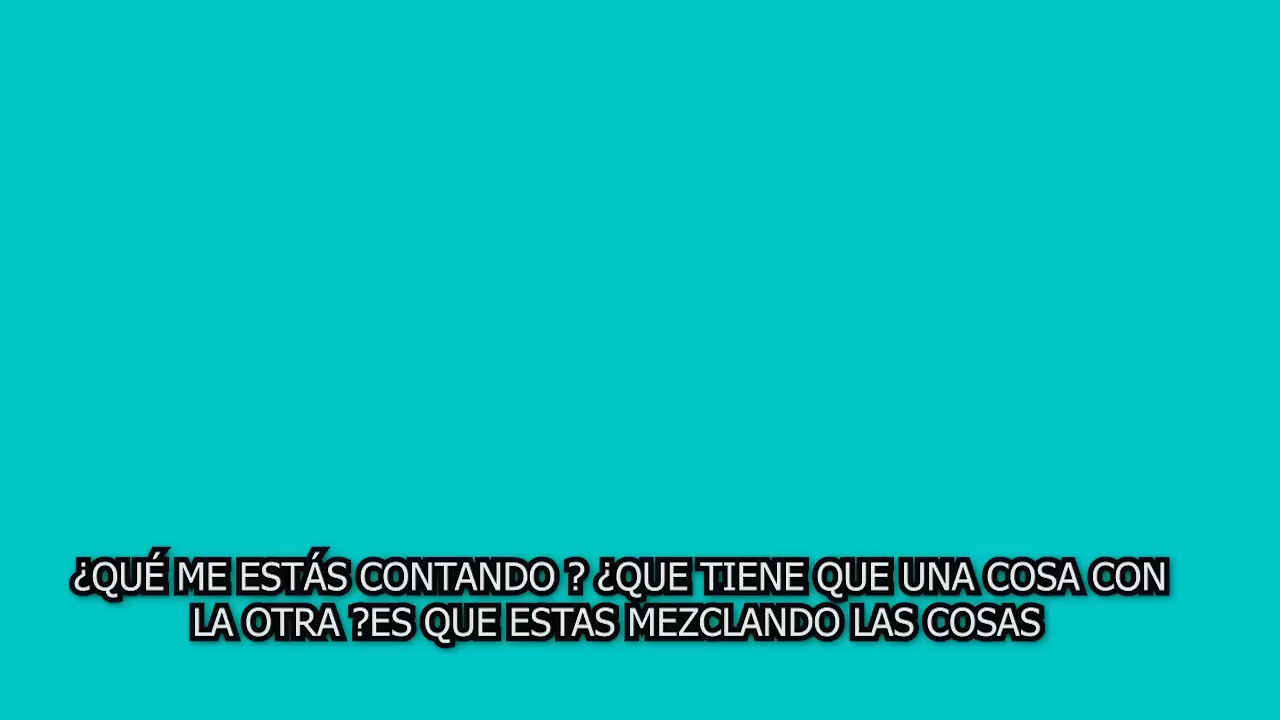 ¿QUÉ ME ESTÁS CONTANDO ? ¿QUE TIENE QUE UNA COSA CON
LA OTRA ?ES QUE ESTAS MEZCLANDO LAS COSAS